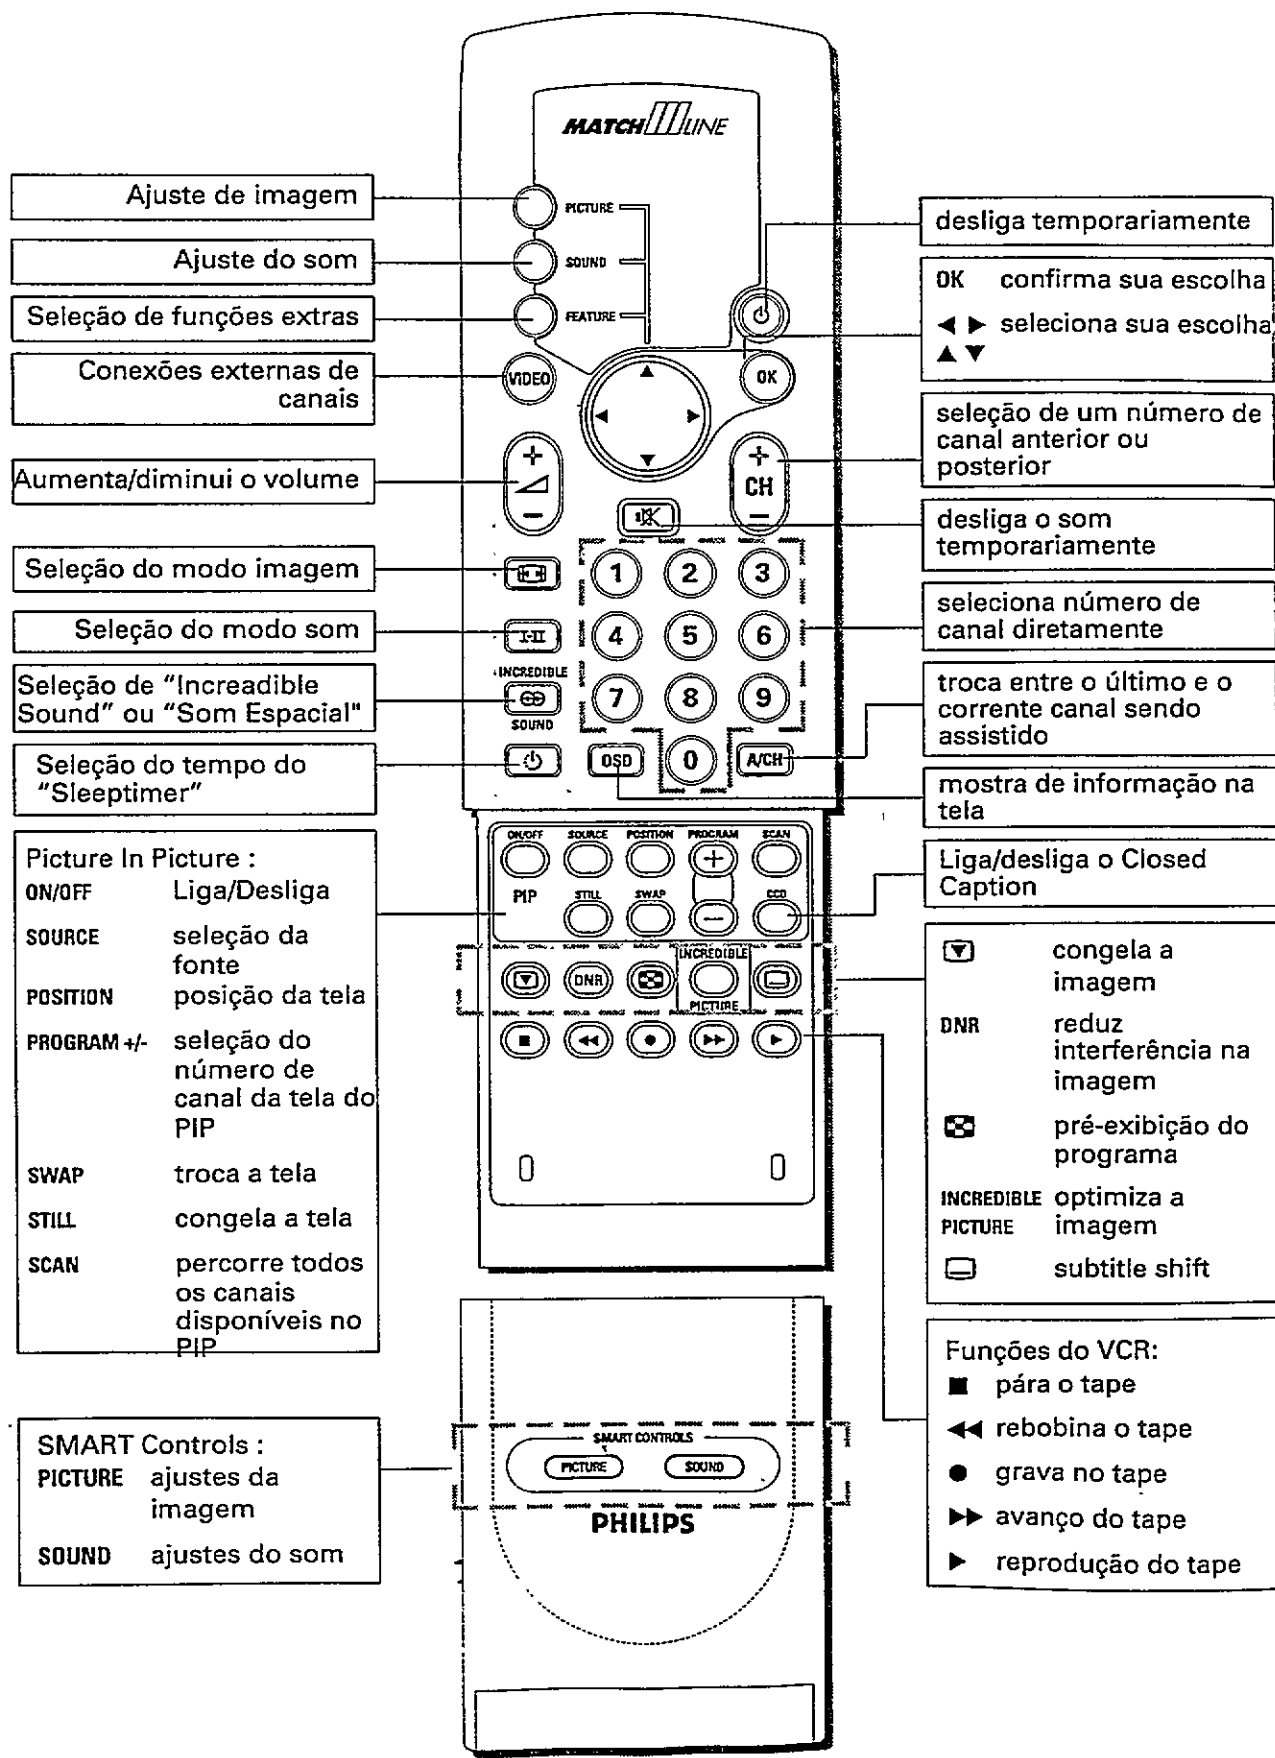 MATCH LINE
Ajuste de imagem
Ajuste do som
Seleção de funções extras
Conexões externas de
canais
Aumenta/diminui o volume
Seleção do modo imagem
Seleção do modo som
Seleção de “Increadible
Sound” ou “Som Espacial"
Seleção do tempo do
“Sleeptimer”
Picture In Picture :
ON/OFF Liga/Desliga
SOURCE seleção da
fonte
POSITION posição da tela
PROGRAM +/- seleção do
número de
canal da tela do
PIP
SWAP troca a tela
STILL congela a tela
SCAN percorre todos
os canais
disponíveis no
PIP
SMART Controls :
PICTURE ajustes da
imagem
SOUND ajustes do som
PICTURE
SOUND
FEATURE
VIDEO
OK
+
CH
+
−
−
1 2 3
4 5 6
I-II
INCREDIBLE
7 8 9
SOUND
OSD 0 A/CH
ON/OFF SOURCE POSITION PROGRAM SCAN
+
PIP STILL SWAP CCD
−
INCREDIBLE
DNR
PICTURE
SMART CONTROLS
PICTURE SOUND
PHILIPS
desliga temporariamente
OK confirma sua escolha
◀ ▶ seleciona sua escolha
▲ ▼
seleção de um número de
canal anterior ou
posterior
desliga o som
temporariamente
seleciona número de
canal diretamente
troca entre o último e o
corrente canal sendo
assistido
mostra de informação na
tela
Liga/desliga o Closed
Caption
congela a
imagem
DNR reduz
interferência na
imagem
pré-exibição do
programa
INCREDIBLE optimiza a
PICTURE imagem
subtitle shift
Funções do VCR:
■ pára o tape
◀◀ rebobina o tape
● grava no tape
▶▶ avanço do tape
▶ reprodução do tape